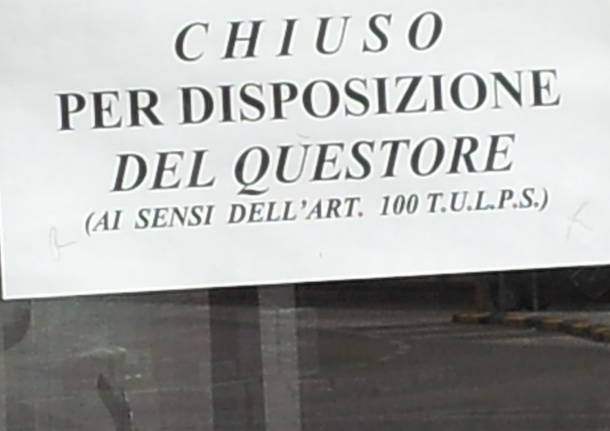 CHIUSO
PER DISPOSIZIONE
DEL QUESTORE
(AI SENSI DELL'ART. 100 T.U.L.P.S.)